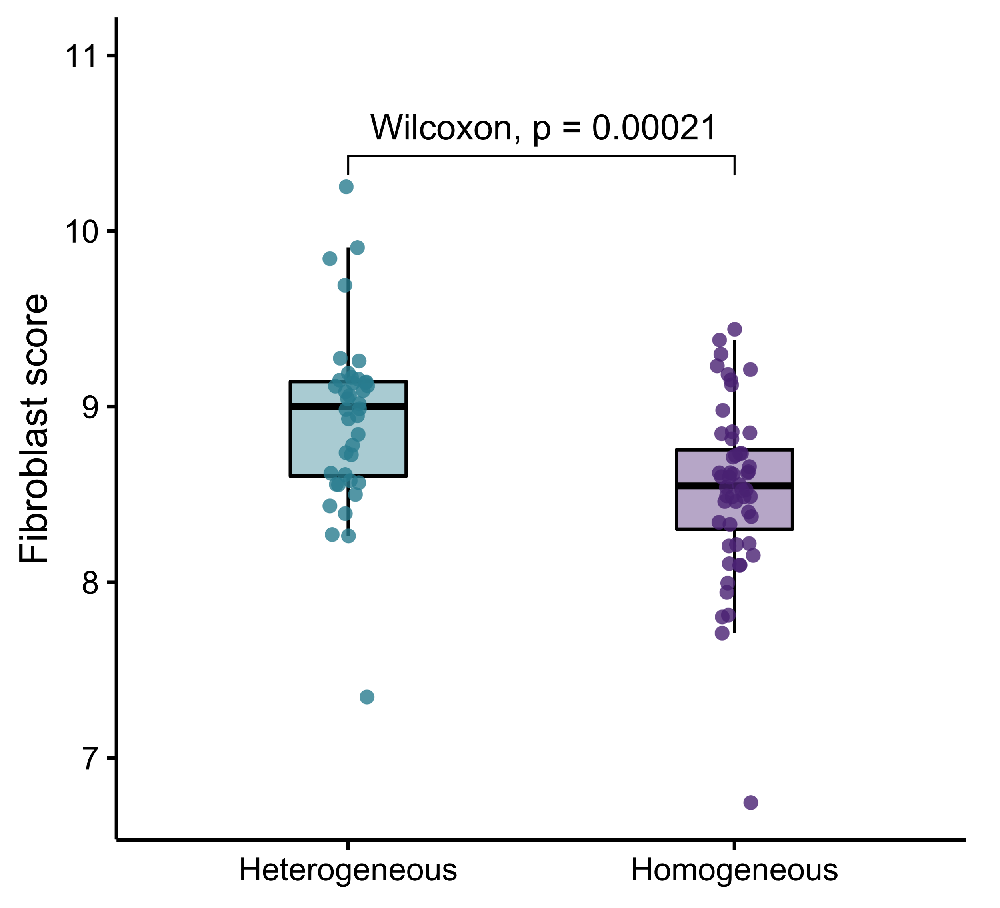 11
Wilcoxon, p = 0.00021
10
9
8
7
Fibroblast score
Heterogeneous
Homogeneous